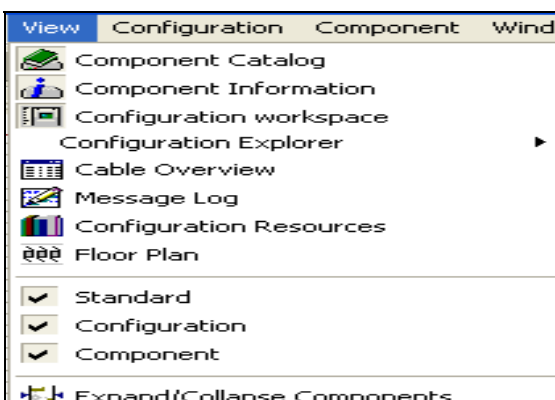 View Configuration Component Wind
Component Catalog
Component Information
Configuration workspace
Configuration Explorer
Cable Overview
Message Log
Configuration Resources
Floor Plan
Standard
Configuration
Component
Expand/Collapse Components